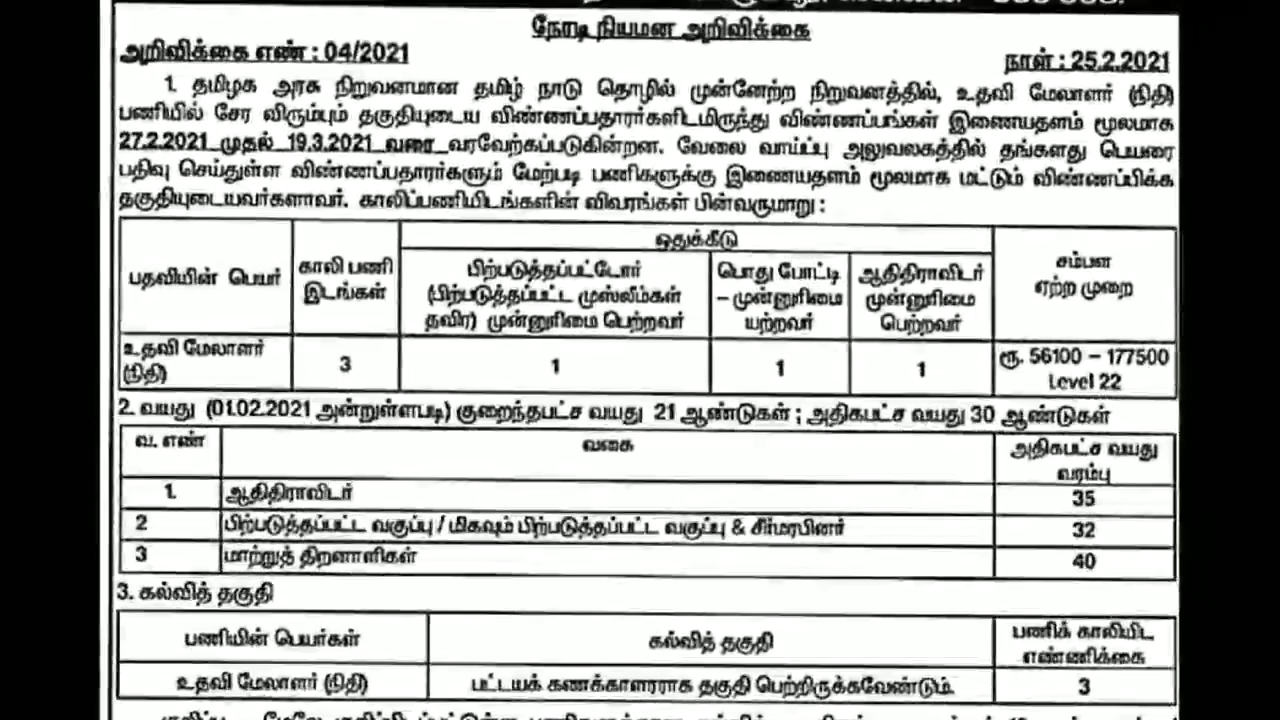 நேரடி நியமன அறிவிக்கை
அறிவிக்கை எண் : 04/2021 நாள் : 25.2.2021
1. தமிழக அரசு நிறுவனமான தமிழ் நாடு தொழில் முன்னேற்ற நிறுவனத்தில், உதவி மேலாளர் (நிதி)
பணியில் சேர விரும்பும் தகுதியுடைய விண்ணப்பதாரர்களிடமிருந்து விண்ணப்பங்கள் இணையதளம் மூலமாக
27.2.2021 முதல் 19.3.2021 வரை வரவேற்கப்படுகின்றன. வேலை வாய்ப்பு அலுவலகத்தில் தங்களது பெயரை
பதிவு செய்துள்ள விண்ணப்பதாரர்களும் மேற்படி பணிகளுக்கு இணையதளம் மூலமாக மட்டும் விண்ணப்பிக்க
தகுதியுடையவர்களாவர். காலிப்பணியிடங்களின் விவரங்கள் பின்வருமாறு :
பதவியின் பெயர்
காலி பணி
இடங்கள்
ஒதுக்கீடு
பிற்படுத்தப்பட்டோர்
(பிற்படுத்தப்பட்ட முஸ்லீம்கள்
தவிர) முன்னுரிமை பெற்றவர்
பொது போட்டி
– முன்னுரிமை
யற்றவர்
ஆதிதிராவிடர்
முன்னுரிமை
பெற்றவர்
சம்பள
ஏற்ற முறை
உதவி மேலாளர்
(நிதி)
3
1
1
1
ரூ. 56100 – 177500
Level 22
2. வயது (01.02.2021 அன்றுள்ளபடி) குறைந்தபட்ச வயது 21 ஆண்டுகள் ; அதிகபட்ச வயது 30 ஆண்டுகள்
வ. எண்
வகை
அதிகபட்ச வயது
வரம்பு
1. ஆதிதிராவிடர் 35
2 பிற்படுத்தப்பட்ட வகுப்பு / மிகவும் பிற்படுத்தப்பட்ட வகுப்பு & சீர்மரபினர் 32
3 மாற்றுத் திறனாளிகள் 40
3. கல்வித் தகுதி
பணியின் பெயர்கள்
கல்வித் தகுதி
பணிக் காலியிட
எண்ணிக்கை
உதவி மேலாளர் (நிதி) பட்டயக் கணக்காளரராக தகுதி பெற்றிருக்கவேண்டும். 3